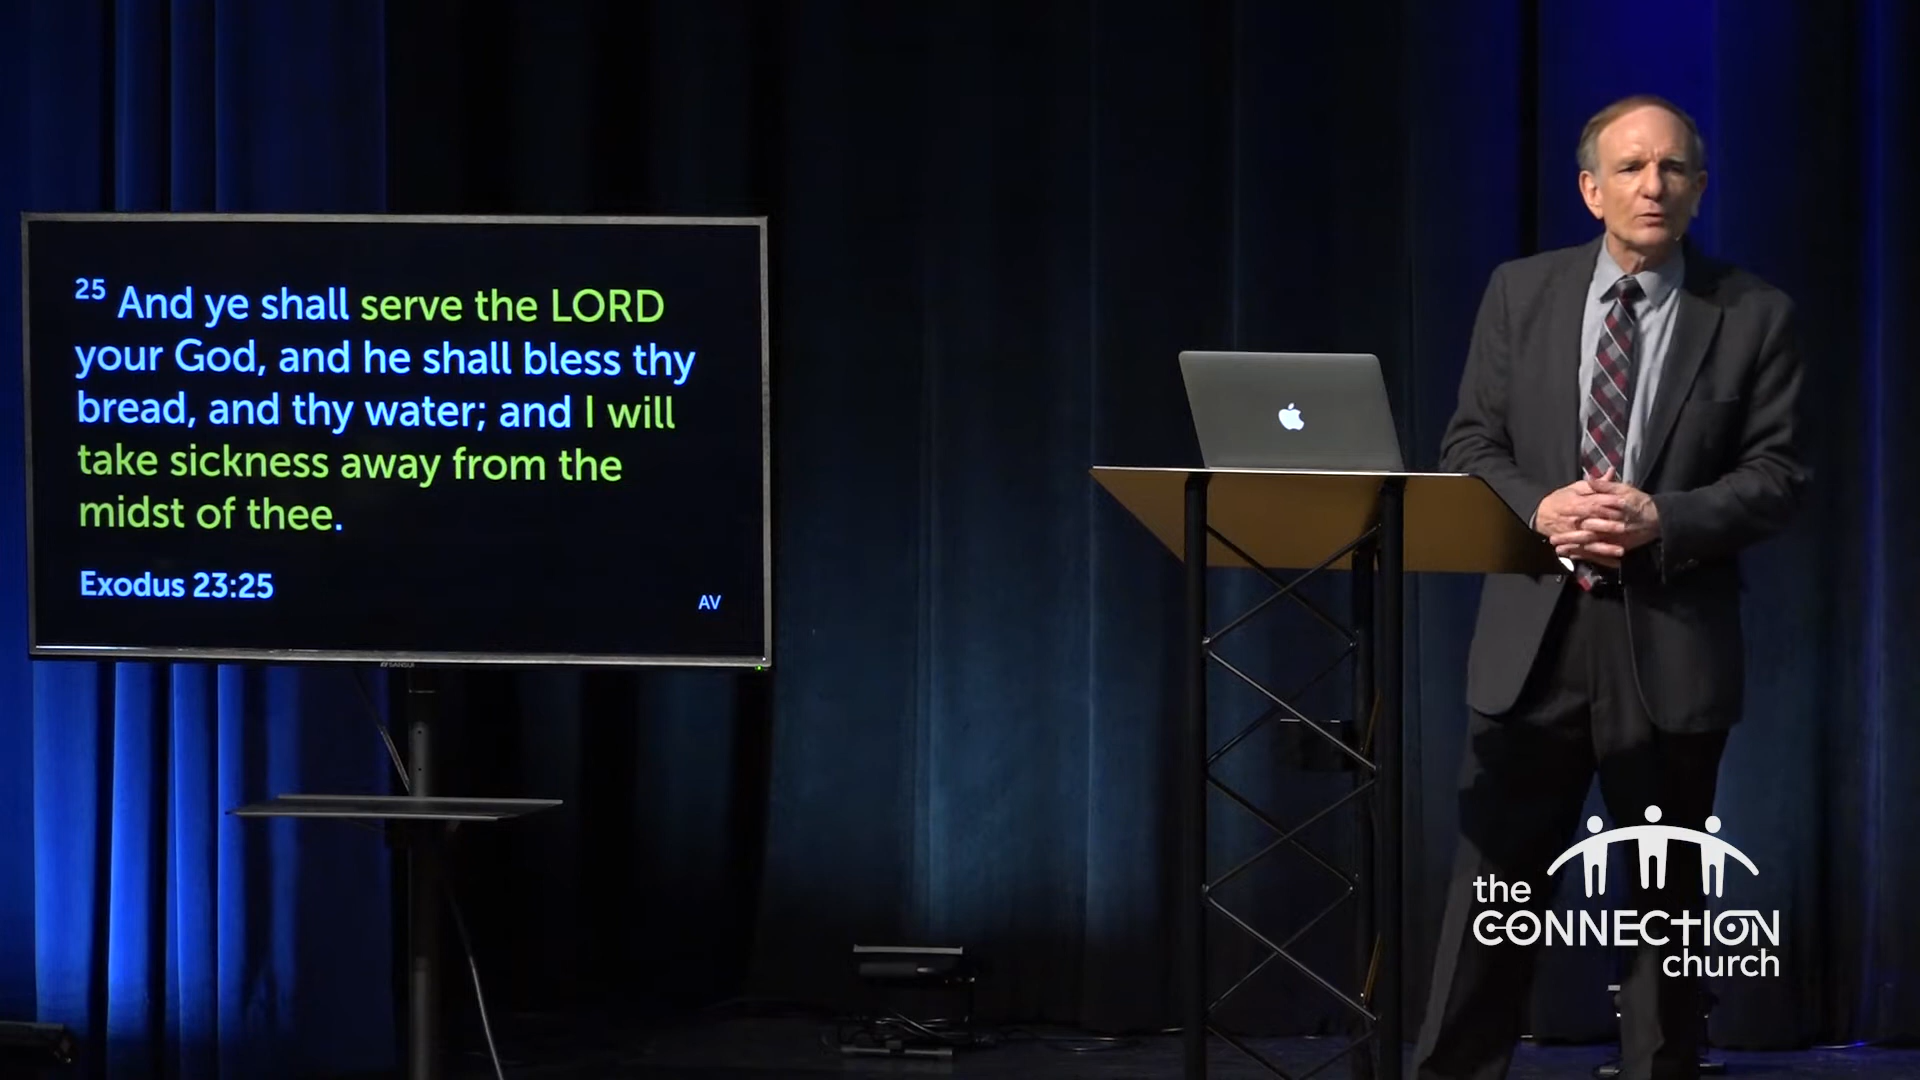 25 And ye shall serve the LORD
your God, and he shall bless thy
bread, and thy water; and I will
take sickness away from the
midst of thee.
Exodus 23:25
AV
SANSUI
the
CONNECTION
church